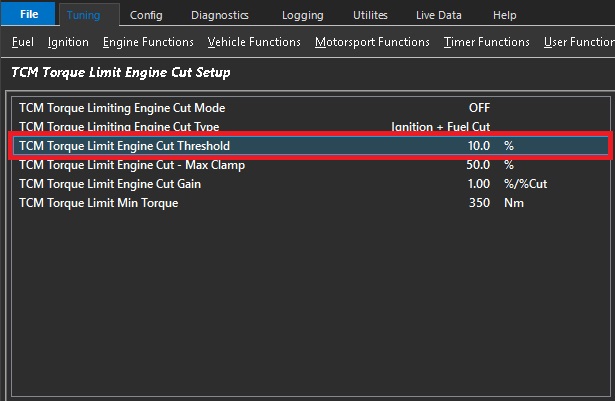 File Tuning Config Diagnostics Logging Utilites Live Data Help
Fuel Ignition Engine Functions Vehicle Functions Motorsport Functions Timer Functions User Function
TCM Torque Limit Engine Cut Setup
TCM Torque Limiting Engine Cut Mode OFF
TCM Torque Limiting Engine Cut Type Ignition + Fuel Cut
TCM Torque Limit Engine Cut Threshold 10.0 %
TCM Torque Limit Engine Cut - Max Clamp 50.0 %
TCM Torque Limit Engine Cut Gain 1.00 %/%Cut
TCM Torque Limit Min Torque 350 Nm